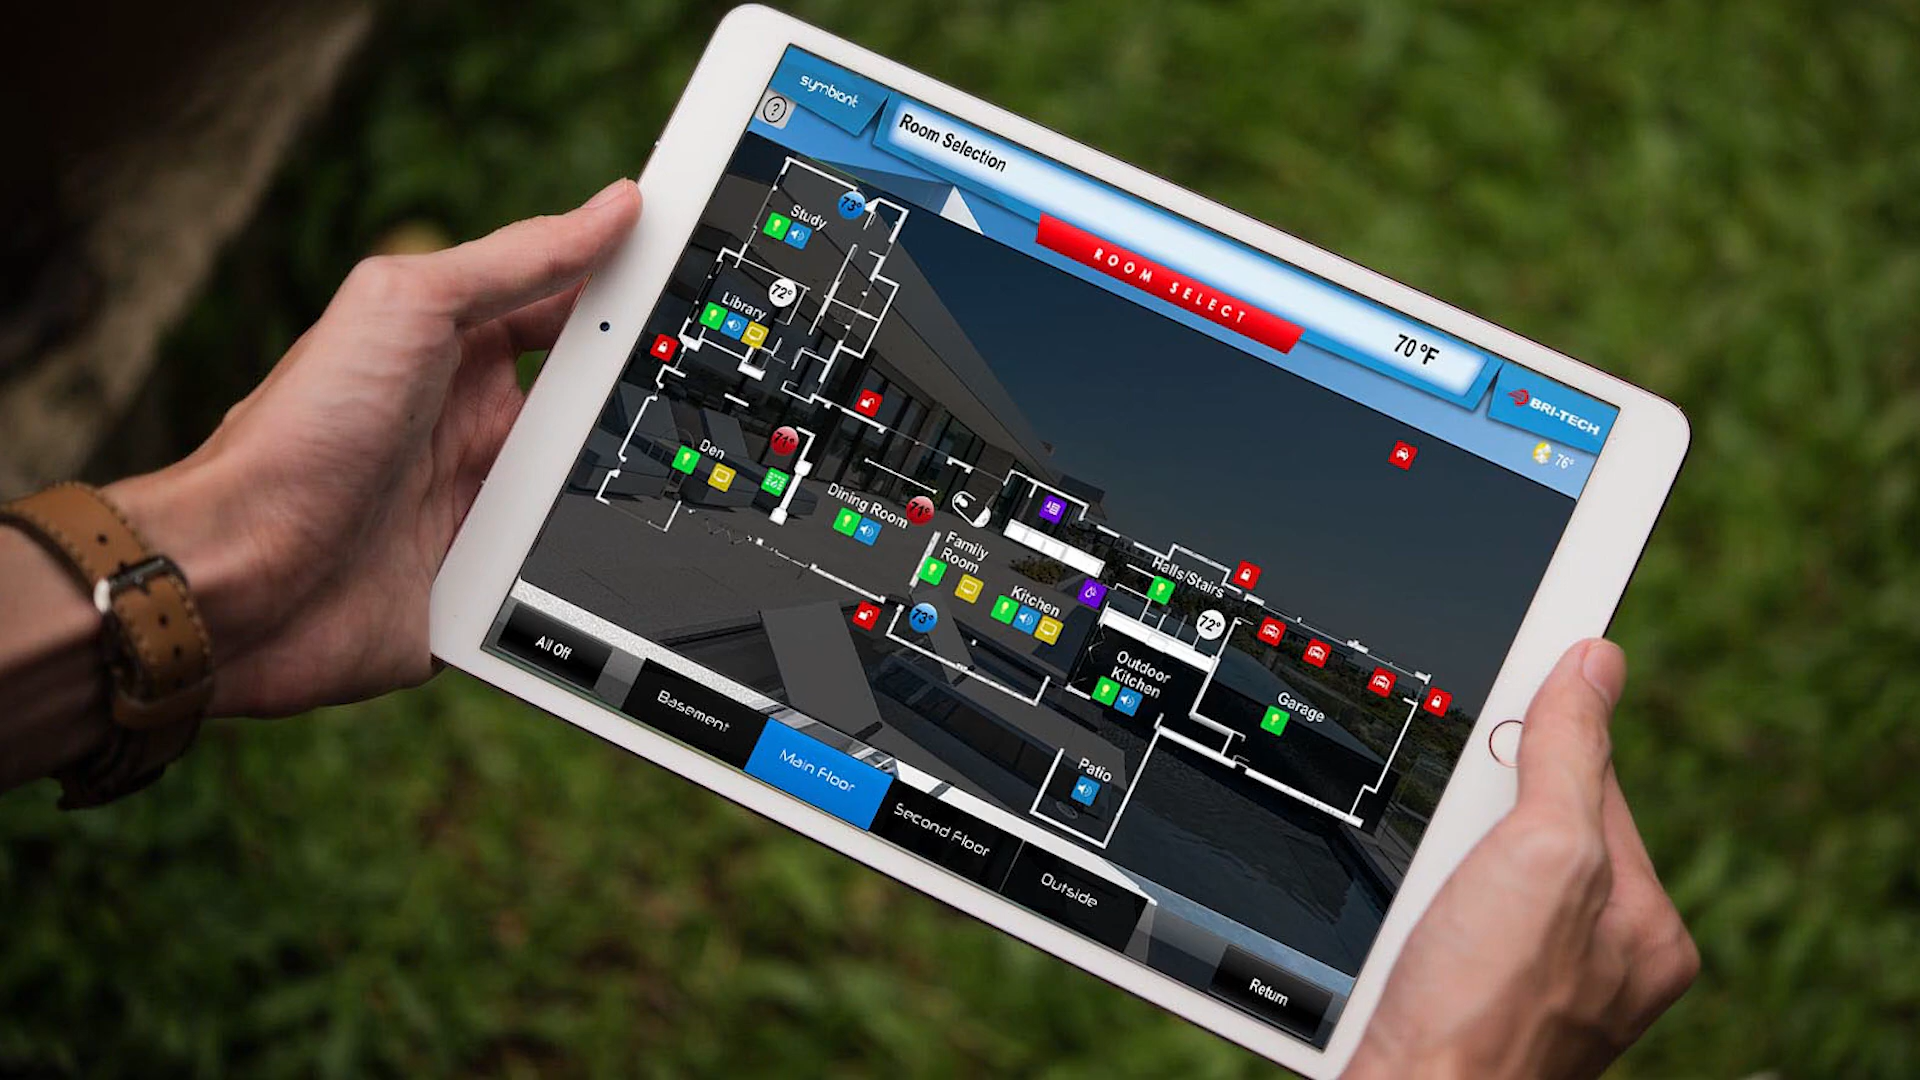 symbiont
?
Room Selection
ROOM SELECT
70 °F
BRI-TECH
76°
Study
73°
Library
72°
Den
71°
Dining Room
71°
Family
Room
Kitchen
73°
Halls/Stairs
72°
Outdoor
Kitchen
Garage
Patio
All Off
Basement
Main Floor
Second Floor
Outside
Return